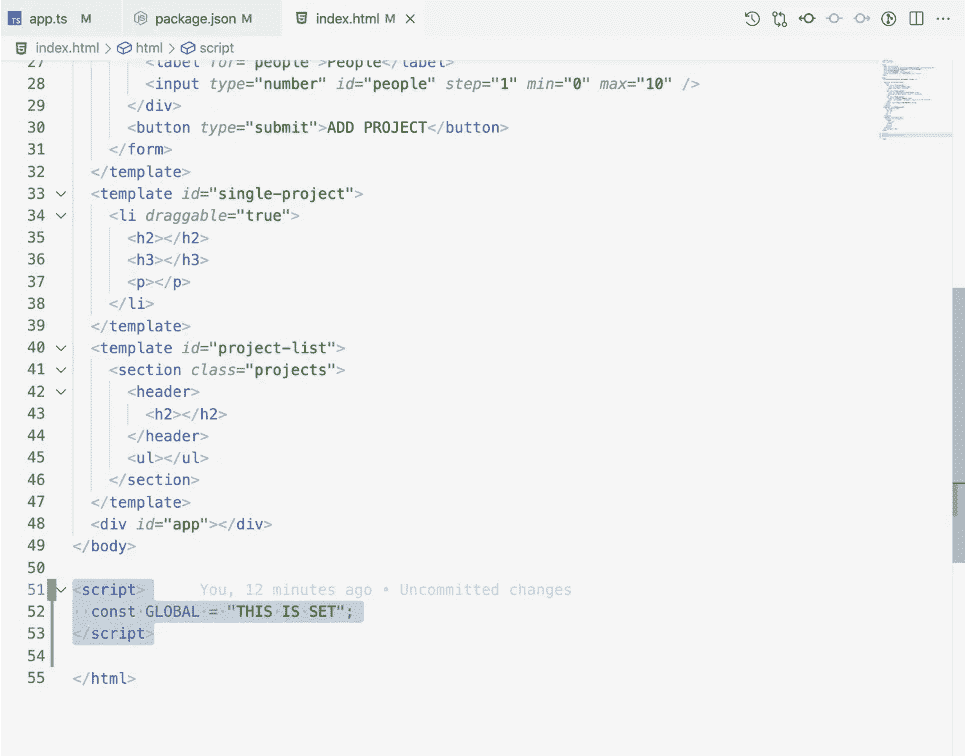 app.ts M package.json M index.html M
index.html > html > script
27 <label for="people">People</label>
28 <input type="number" id="people" step="1" min="0" max="10" />
29 </div>
30 <button type="submit">ADD PROJECT</button>
31 </form>
32 </template>
33 <template id="single-project">
34 <li draggable="true">
35 <h2></h2>
36 <h3></h3>
37 <p></p>
38 </li>
39 </template>
40 <template id="project-list">
41 <section class="projects">
42 <header>
43 <h2></h2>
44 </header>
45 <ul></ul>
46 </section>
47 </template>
48 <div id="app"></div>
49 </body>
50
51 <script> You, 12 minutes ago • Uncommitted changes
52 const GLOBAL = "THIS IS SET";
53 </script>
54
55 </html>